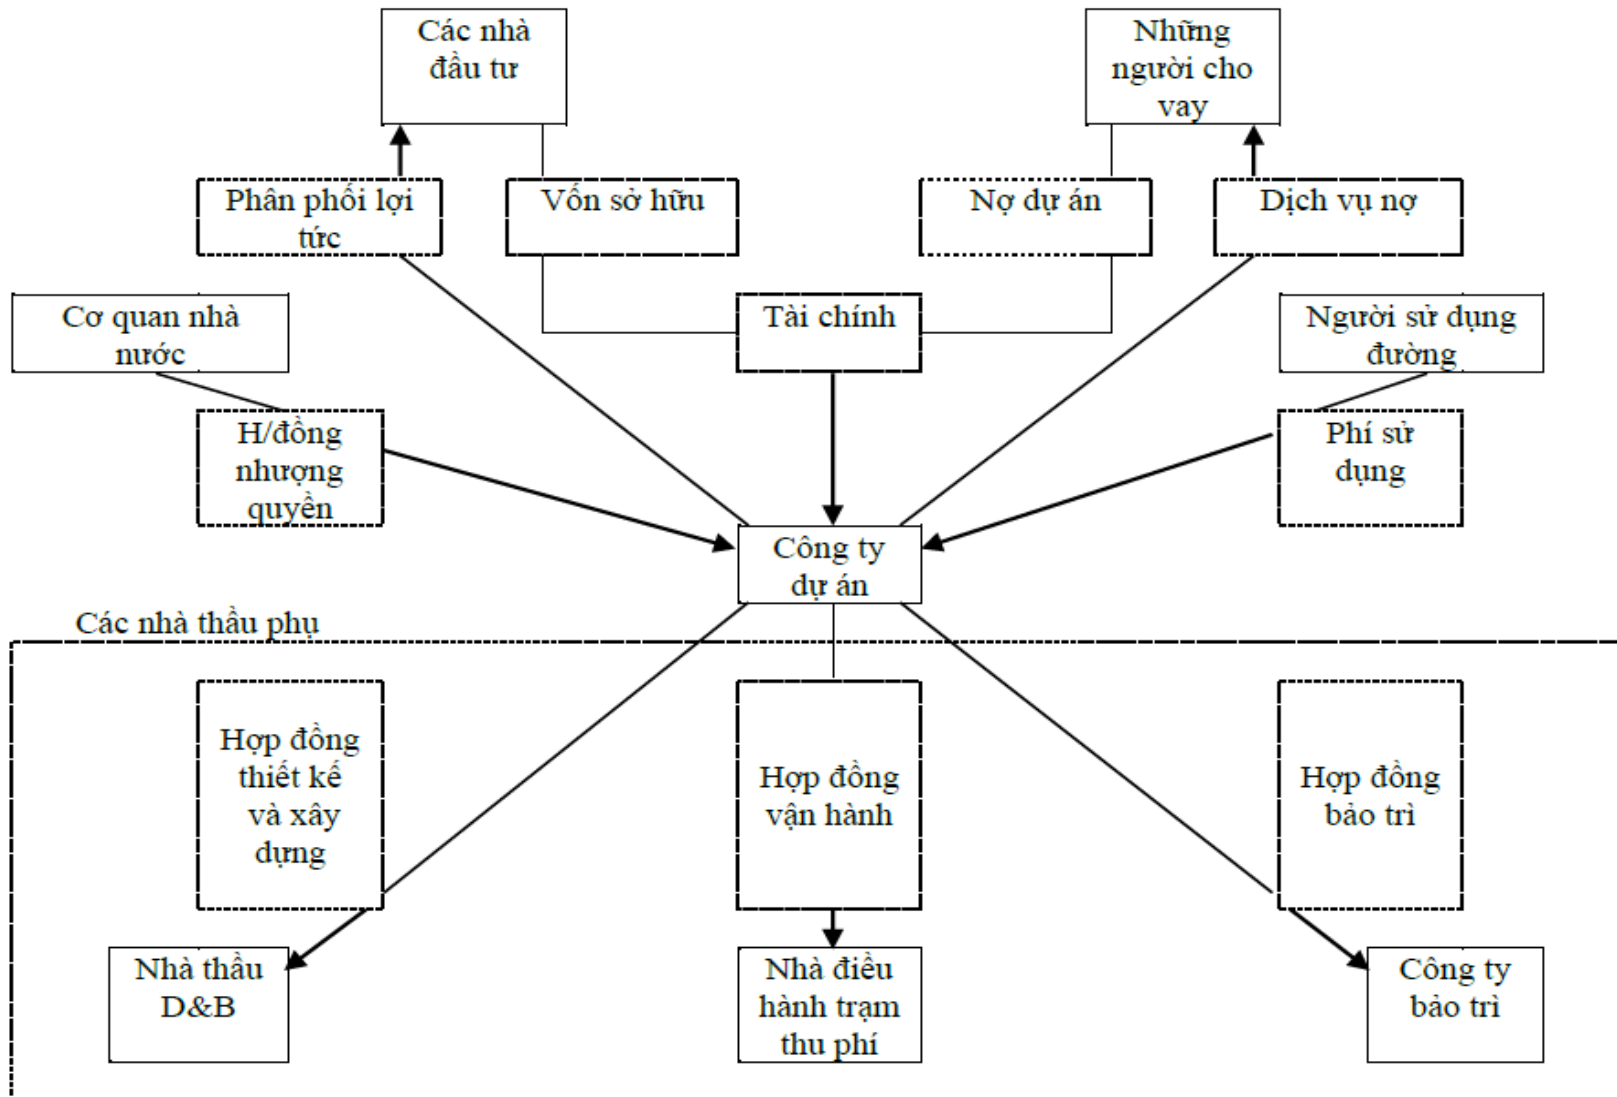 Các nhà
đầu tư
Những
người cho
vay
Phân phối lợi
tức
Vốn sở hữu
Nợ dự án
Dịch vụ nợ
Cơ quan nhà
nước
Tài chính
Người sử dụng
đường
H/đồng
nhượng
quyền
Phí sử
dụng
Công ty
dự án
Các nhà thầu phụ
Hợp đồng
thiết kế
và xây
dựng
Hợp đồng
vận hành
Hợp đồng
bảo trì
Nhà thầu
D&B
Nhà điều
hành trạm
thu phí
Công ty
bảo trì